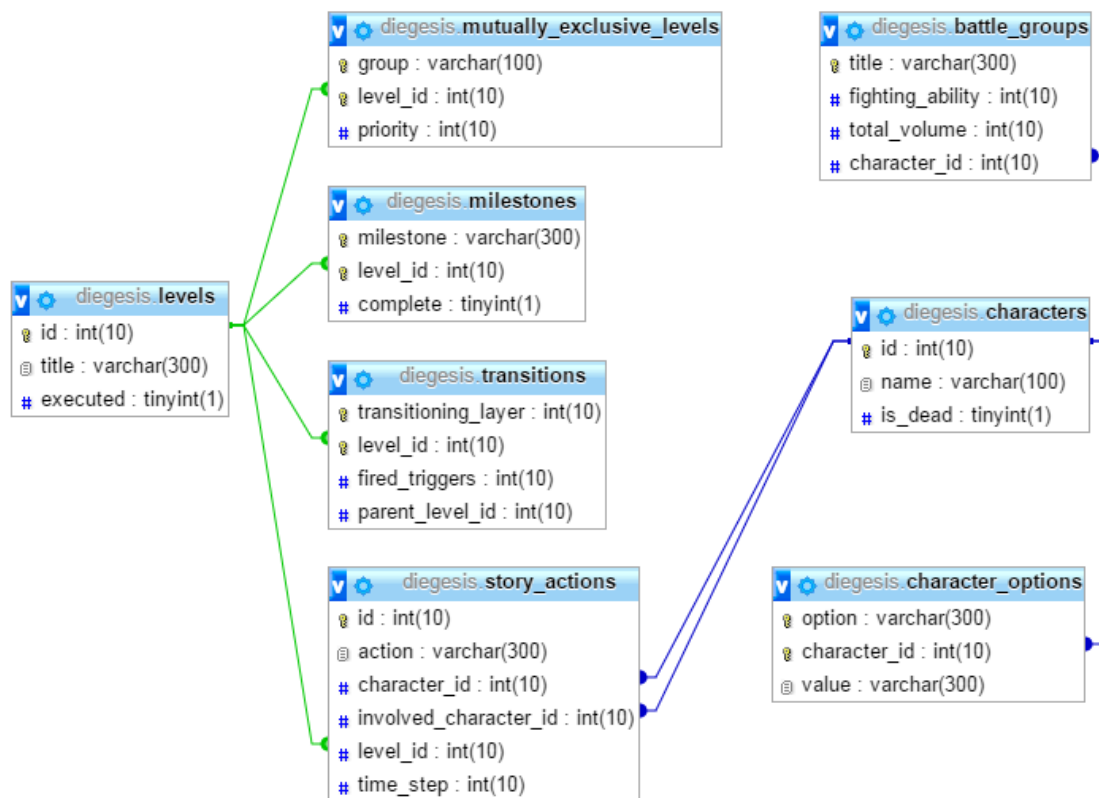 diegesis.mutually_exclusive_levels
group : varchar(100)
level_id : int(10)
# priority : int(10)
diegesis.battle_groups
title : varchar(300)
# fighting_ability : int(10)
# total_volume : int(10)
# character_id : int(10)
diegesis.milestones
milestone : varchar(300)
level_id : int(10)
# complete : tinyint(1)
diegesis.levels
id : int(10)
title : varchar(300)
# executed : tinyint(1)
diegesis.characters
id : int(10)
name : varchar(100)
# is_dead : tinyint(1)
diegesis.transitions
transitioning_layer : int(10)
level_id : int(10)
# fired_triggers : int(10)
# parent_level_id : int(10)
diegesis.story_actions
id : int(10)
action : varchar(300)
# character_id : int(10)
# involved_character_id : int(10)
# level_id : int(10)
# time_step : int(10)
diegesis.character_options
option : varchar(300)
character_id : int(10)
value : varchar(300)